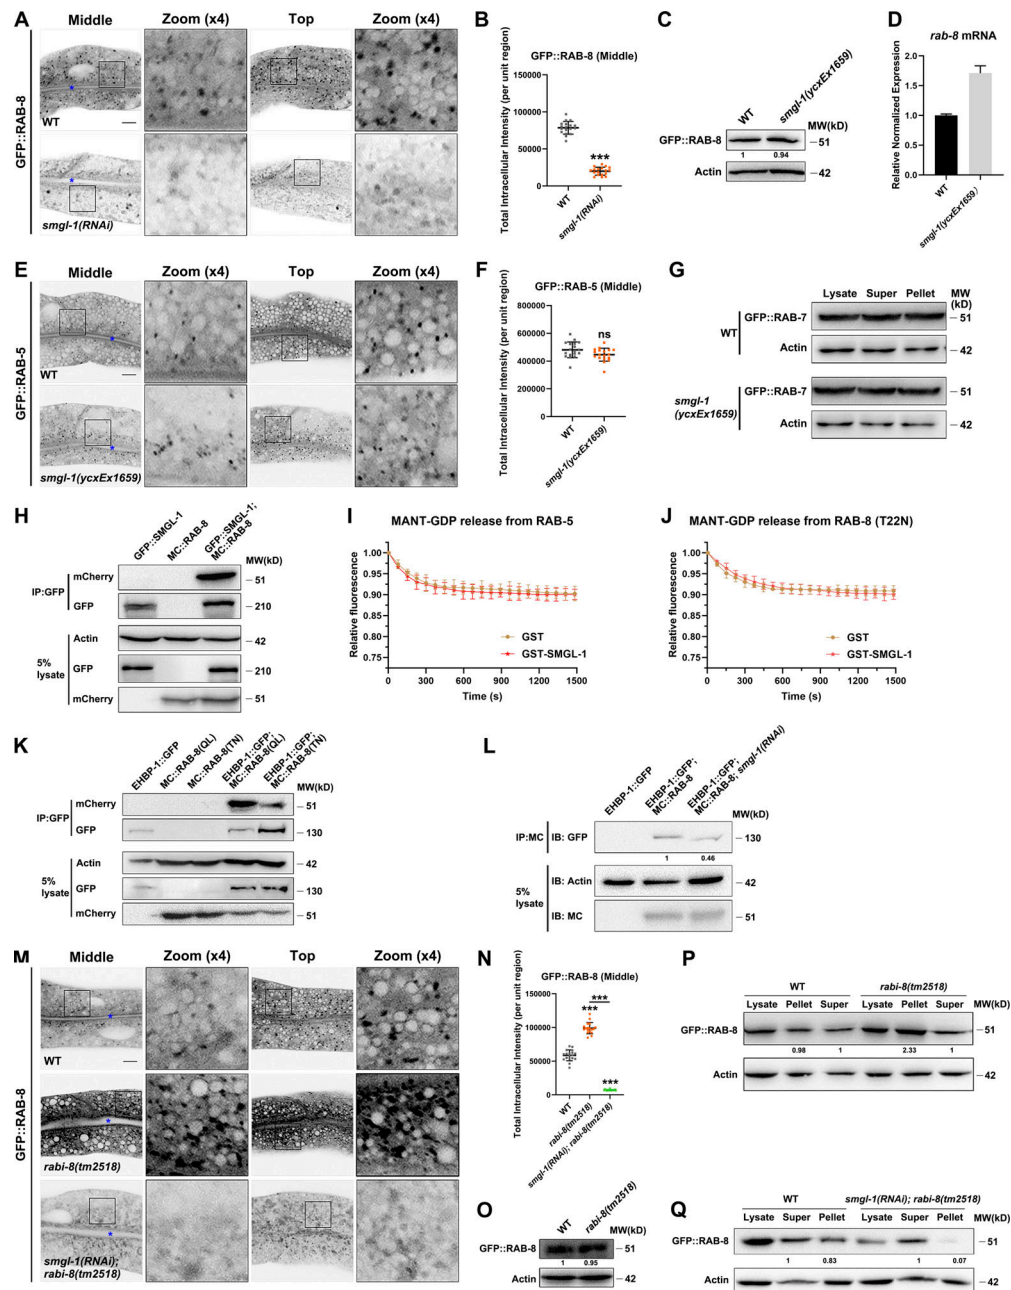 A
Middle
Zoom (x4)
Top
Zoom (x4)
GFP::RAB-8
WT
smgl-1(RNAi)
B
GFP::RAB-8 (Middle)
Total Intracellular Intensity (per unit region)
150000
100000
50000
0
***
WT
smgl-1(RNAi)
C
WT
smgl-1(ycxEx1659)
MW(kD)
GFP::RAB-8
51
1
0.94
Actin
42
D
rab-8 mRNA
Relative Normalized Expression
2.0
1.5
1.0
0.5
0.0
WT
smgl-1(ycxEx1659)
E
Middle
Zoom (x4)
Top
Zoom (x4)
GFP::RAB-5
WT
smgl-1(ycxEx1659)
F
GFP::RAB-5 (Middle)
Total Intracellular Intensity (per unit region)
800000
600000
400000
200000
0
ns
WT
smgl-1(ycxEx1659)
G
Lysate Super Pellet
MW
(kD)
WT
GFP::RAB-7
51
Actin
42
smgl-1
(ycxEx1659)
GFP::RAB-7
51
Actin
42
H
GFP::SMGL-1
MC::RAB-8
GFP::SMGL-1;
MC::RAB-8
MW(kD)
IP:GFP
mCherry
51
GFP
210
5%
lysate
Actin
42
GFP
210
mCherry
51
I
MANT-GDP release from RAB-5
Relative fluorescence
1.00
0.95
0.90
0.85
0.80
0.75
GST
GST-SMGL-1
0 300 600 900 1200 1500
Time (s)
J
MANT-GDP release from RAB-8 (T22N)
Relative fluorescence
1.00
0.95
0.90
0.85
0.80
0.75
GST
GST-SMGL-1
0 300 600 900 1200 1500
Time (s)
K
EHBP-1::GFP
MC::RAB-8(QL)
MC::RAB-8(TN)
EHBP-1::GFP;
MC::RAB-8(QL)
EHBP-1::GFP;
MC::RAB-8(TN)
MW(kD)
IP:GFP
mCherry
51
GFP
130
5%
lysate
Actin
42
GFP
130
mCherry
51
L
EHBP-1::GFP
EHBP-1::GFP;
MC::RAB-8
EHBP-1::GFP;
MC::RAB-8; smgl-1(RNAi)
MW(kD)
IP:MC
IB: GFP
130
1
0.46
5%
lysate
IB: Actin
42
IB: MC
51
M
Middle
Zoom (x4)
Top
Zoom (x4)
GFP::RAB-8
WT
rabi-8(tm2518)
smgl-1(RNAi);
rabi-8(tm2518)
N
GFP::RAB-8 (Middle)
Total Intracellular Intensity (per unit region)
150000
100000
50000
0
***
***
***
WT
rabi-8(tm2518)
smgl-1(RNAi); rabi-8(tm2518)
O
WT
rabi-8(tm2518)
MW(kD)
GFP::RAB-8
51
1
0.95
Actin
42
P
WT
rabi-8(tm2518)
Lysate Pellet Super Lysate Pellet Super
MW(kD)
GFP::RAB-8
51
0.98 1 2.33 1
Actin
42
Q
WT
smgl-1(RNAi); rabi-8(tm2518)
Lysate Super Pellet Lysate Super Pellet
MW(kD)
GFP::RAB-8
51
1 0.83 1 0.07
Actin
42